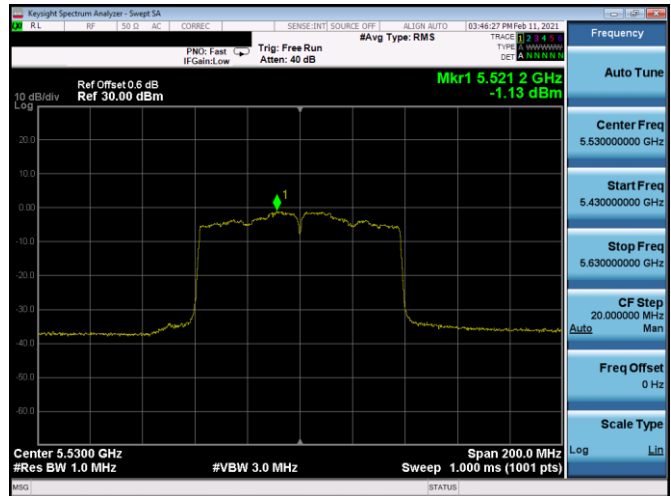 Keysight Spectrum Analyzer - Swept SA
RL RF 50 Ω AC CORREC SENSE:INT SOURCE OFF ALIGN AUTO 03:46:27 PM Feb 11, 2021
#Avg Type: RMS
TRACE 1 2 3 4 5 6
TYPE A WWWWW
DET A N N N N N
PNO: Fast
IFGain:Low
Trig: Free Run
Atten: 40 dB
Frequency
Mkr1 5.521 2 GHz
-1.13 dBm
Ref Offset 0.6 dB
Ref 30.00 dBm
10 dB/div
Log
20.0
10.0
0.00
-10.0
-20.0
-30.0
-40.0
-50.0
-60.0
1
Auto Tune
Center Freq
5.530000000 GHz
Start Freq
5.430000000 GHz
Stop Freq
5.630000000 GHz
CF Step
20.000000 MHz
Auto Man
Freq Offset
0 Hz
Scale Type
Log Lin
Center 5.5300 GHz
Span 200.0 MHz
#Res BW 1.0 MHz
#VBW 3.0 MHz
Sweep 1.000 ms (1001 pts)
MSG
STATUS